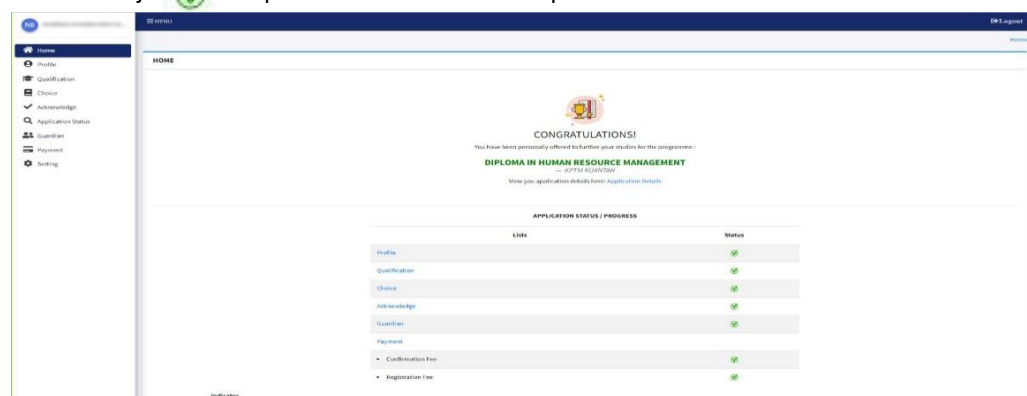 NB
MENU
Logout
Home
Home
Profile
Qualification
Choice
Acknowledge
Application Status
Guardian
Payment
Setting
HOME
CONGRATULATIONS!
You have been personally offered to further your studies for the programme :
DIPLOMA IN HUMAN RESOURCE MANAGEMENT
— KPTM KUANTAN
View you application details here: Application Details
APPLICATION STATUS / PROGRESS
Lists Status
Profile
Qualification
Choice
Acknowledge
Guardian
Payment
• Confirmation Fee
• Registration Fee
Indicator